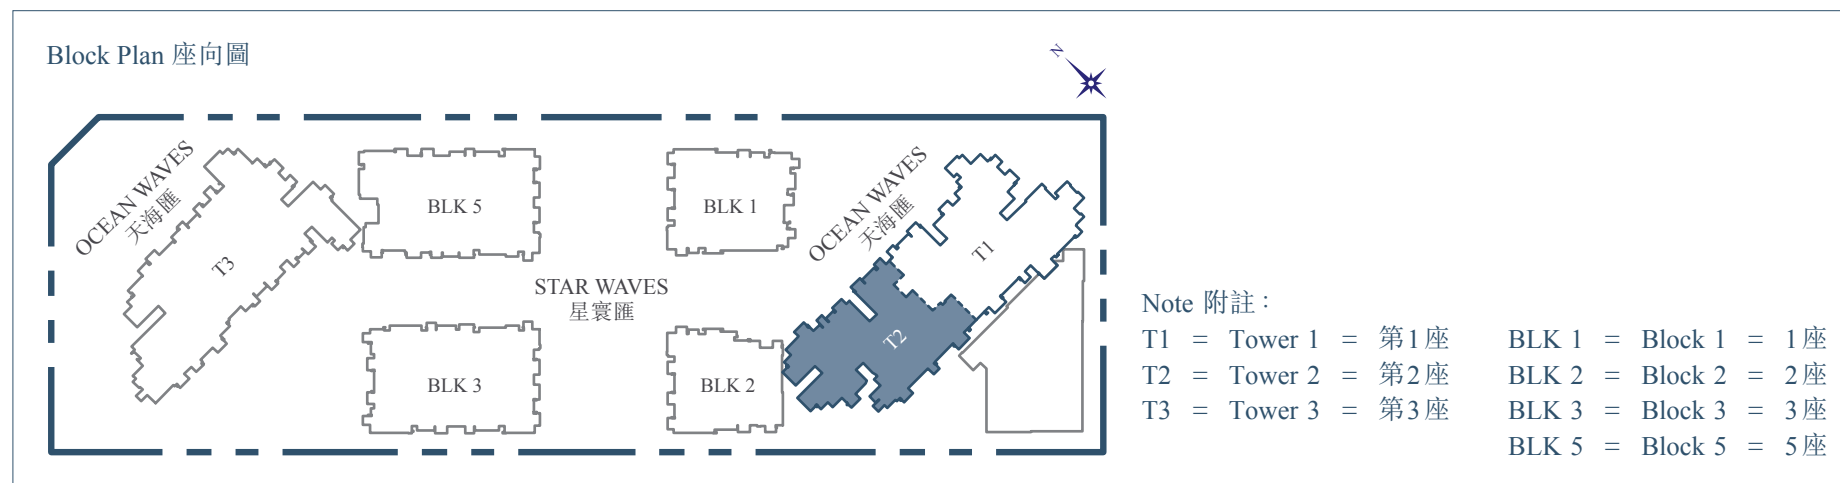 Block Plan 座向圖
N
OCEAN WAVES
天海匯
T3
BLK 5
BLK 1
OCEAN WAVES
天海匯
T1
STAR WAVES
星寰匯
T2
BLK 3
BLK 2
Note 附註：
T1 = Tower 1 = 第1座
T2 = Tower 2 = 第2座
T3 = Tower 3 = 第3座
BLK 1 = Block 1 = 1座
BLK 2 = Block 2 = 2座
BLK 3 = Block 3 = 3座
BLK 5 = Block 5 = 5座